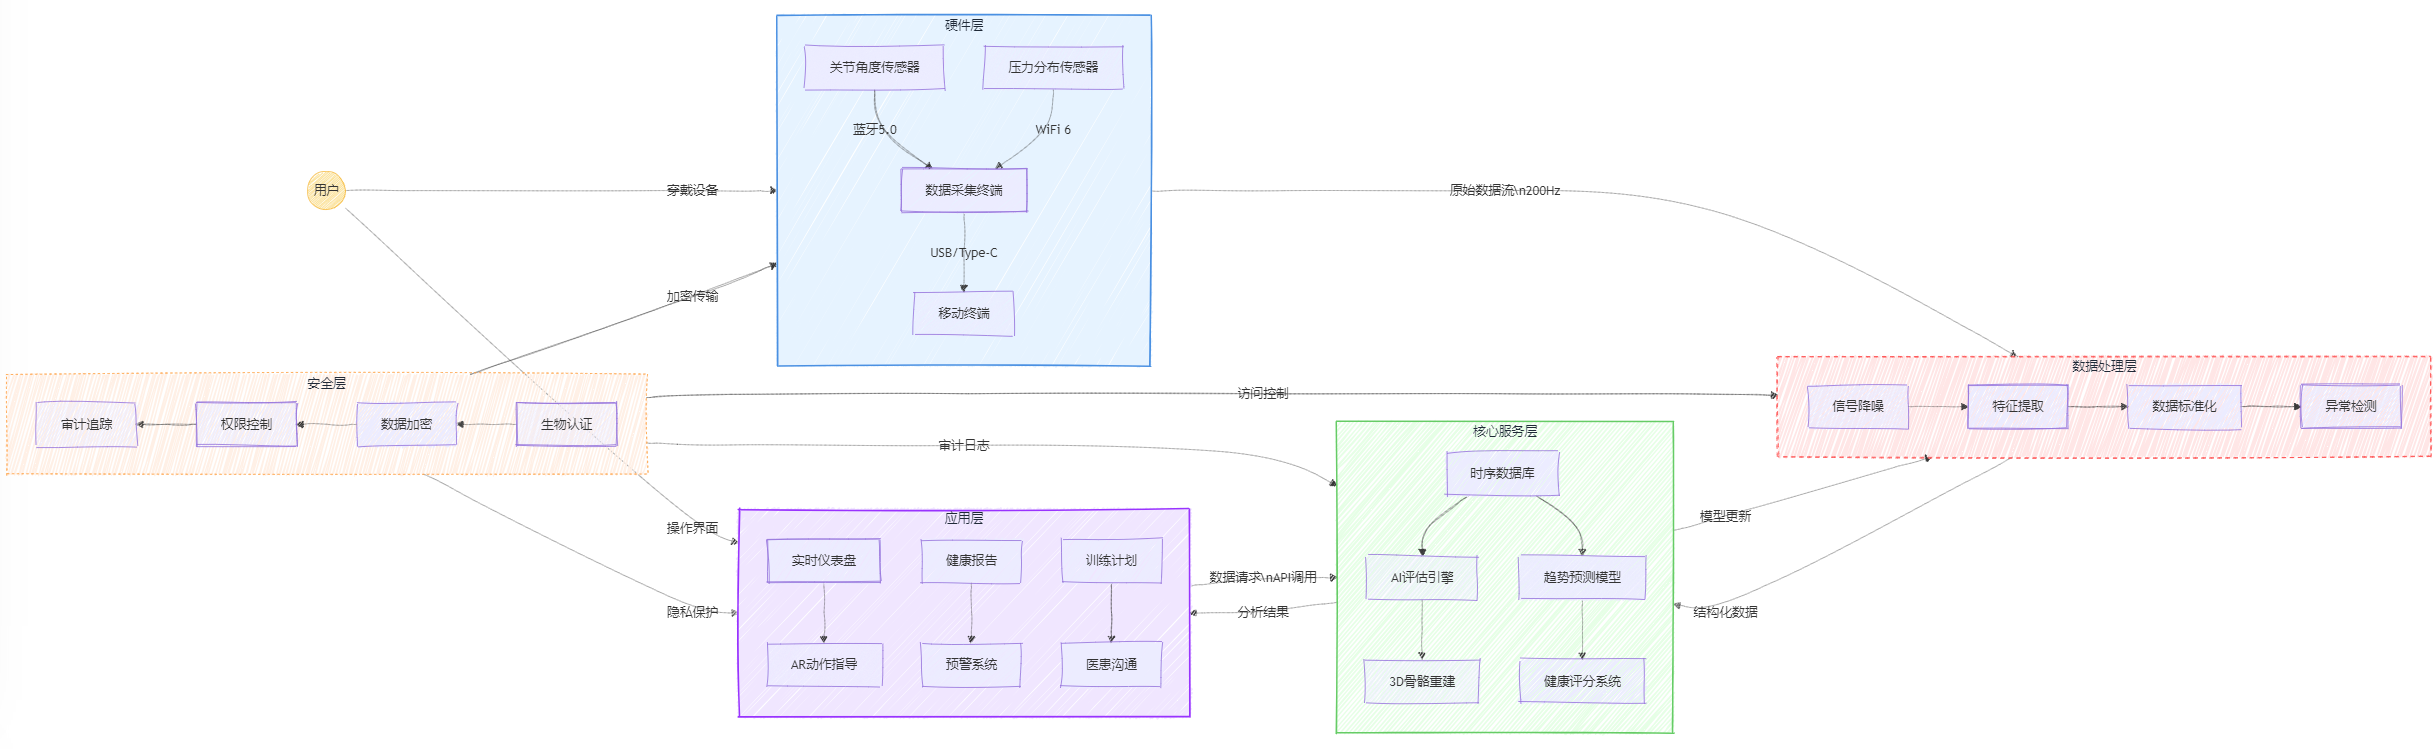 硬件层
关节角度传感器
压力分布传感器
蓝牙5.0
WiFi 6
数据采集终端
USB/Type-C
移动终端
用户
穿戴设备
原始数据流\n200Hz
加密传输
安全层
审计追踪
权限控制
数据加密
生物认证
访问控制
审计日志
数据处理层
信号降噪
特征提取
数据标准化
异常检测
操作界面
隐私保护
应用层
实时仪表盘
健康报告
训练计划
AR动作指导
预警系统
医患沟通
数据请求\nAPI调用
分析结果
核心服务层
时序数据库
AI评估引擎
趋势预测模型
3D骨骼重建
健康评分系统
模型更新
结构化数据